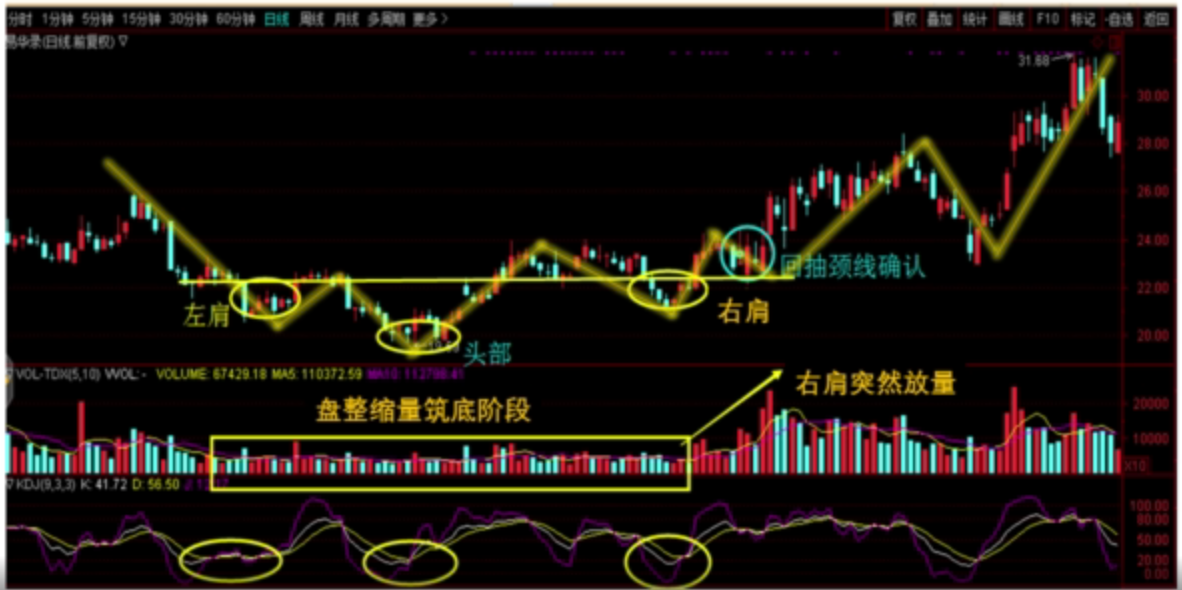 分时 1分钟 5分钟 15分钟 30分钟 60分钟 日线 周线 月线 多周期 更多> 复权 叠加 统计 画线 F10 标记 -自选 返回
易华录(日线.前复权)▽
31.68
30.00
28.00
26.00
24.00
22.00
20.00
左肩
头部
右肩
回抽颈线确认
▽VOL-TDX(5,10) VVOL:- VOLUME: 67429.18 MA5: 110372.59
盘整缩量筑底阶段
右肩突然放量
20000
10000
X10
▽KDJ(9,3,3) K: 41.72 D: 56.50
100.00
80.00
50.00
20.00
0.00